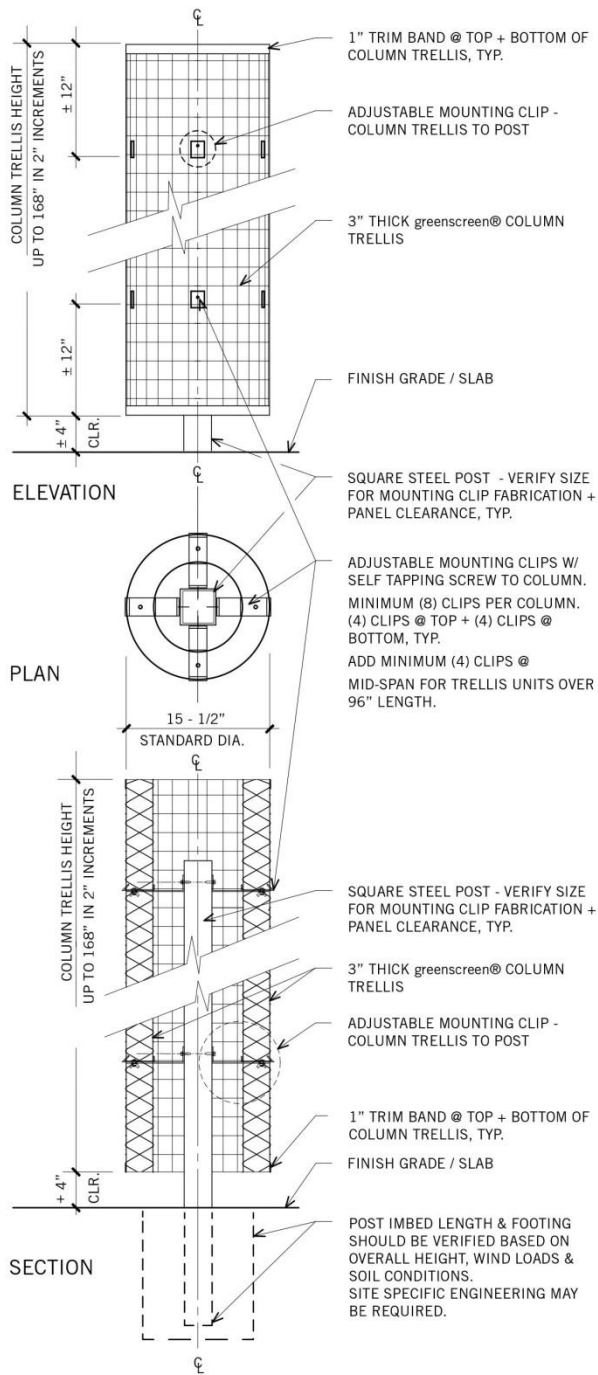 ℄
1” TRIM BAND @ TOP + BOTTOM OF
COLUMN TRELLIS, TYP.
± 12”
COLUMN TRELLIS HEIGHT
UP TO 168” IN 2” INCREMENTS
ADJUSTABLE MOUNTING CLIP -
COLUMN TRELLIS TO POST
3” THICK greenscreen® COLUMN
TRELLIS
± 12”
FINISH GRADE / SLAB
± 4”
CLR.
℄
ELEVATION
SQUARE STEEL POST - VERIFY SIZE
FOR MOUNTING CLIP FABRICATION +
PANEL CLEARANCE, TYP.
ADJUSTABLE MOUNTING CLIPS W/
SELF TAPPING SCREW TO COLUMN.
MINIMUM (8) CLIPS PER COLUMN.
(4) CLIPS @ TOP + (4) CLIPS @
BOTTOM, TYP.
ADD MINIMUM (4) CLIPS @
MID-SPAN FOR TRELLIS UNITS OVER
96” LENGTH.
PLAN
15 - 1/2”
STANDARD DIA.
℄
COLUMN TRELLIS HEIGHT
UP TO 168” IN 2” INCREMENTS
SQUARE STEEL POST - VERIFY SIZE
FOR MOUNTING CLIP FABRICATION +
PANEL CLEARANCE, TYP.
3” THICK greenscreen® COLUMN
TRELLIS
ADJUSTABLE MOUNTING CLIP -
COLUMN TRELLIS TO POST
1” TRIM BAND @ TOP + BOTTOM OF
COLUMN TRELLIS, TYP.
FINISH GRADE / SLAB
+ 4”
CLR.
SECTION
POST IMBED LENGTH & FOOTING
SHOULD BE VERIFIED BASED ON
OVERALL HEIGHT, WIND LOADS &
SOIL CONDITIONS.
SITE SPECIFIC ENGINEERING MAY
BE REQUIRED.
℄